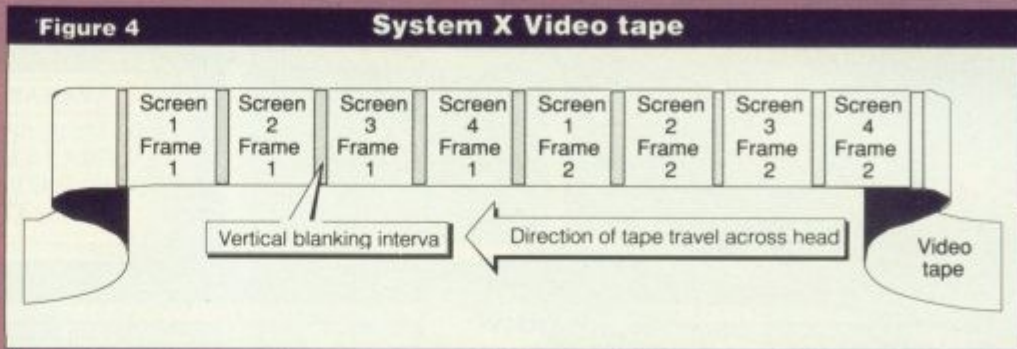 Figure 4
System X Video tape
Screen
1
Frame
1
Screen
2
Frame
1
Screen
3
Frame
1
Screen
4
Frame
1
Screen
1
Frame
2
Screen
2
Frame
2
Screen
3
Frame
2
Screen
4
Frame
2
Vertical blanking interva
Direction of tape travel across head
Video
tape